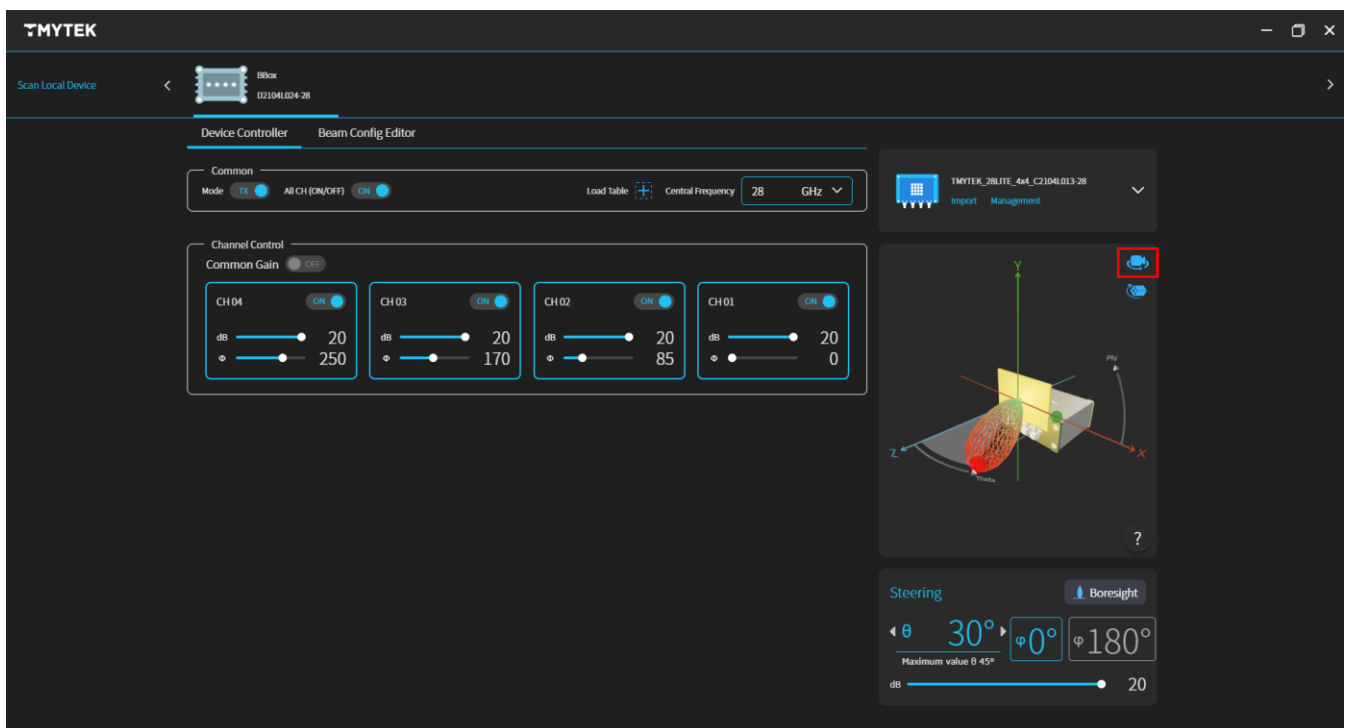 TMYTEK
Scan Local Device
BBox
D2104L024-28
Device Controller Beam Config Editor
Common
Mode TX All CH (ON/OFF) ON Load Table Central Frequency 28 GHz
TMYTEK_28LITE_4x4_C2104L013-28
Import Management
Channel Control
Common Gain OFF
CH 04 ON CH 03 ON CH 02 ON CH 01 ON
dB 20 dB 20 dB 20 dB 20
Φ 250 Φ 170 Φ 85 Φ 0
Y
Phi
Z X
Theta
?
Steering Boresight
θ 30° φ 0° φ 180°
Maximum value θ 45°
dB 20